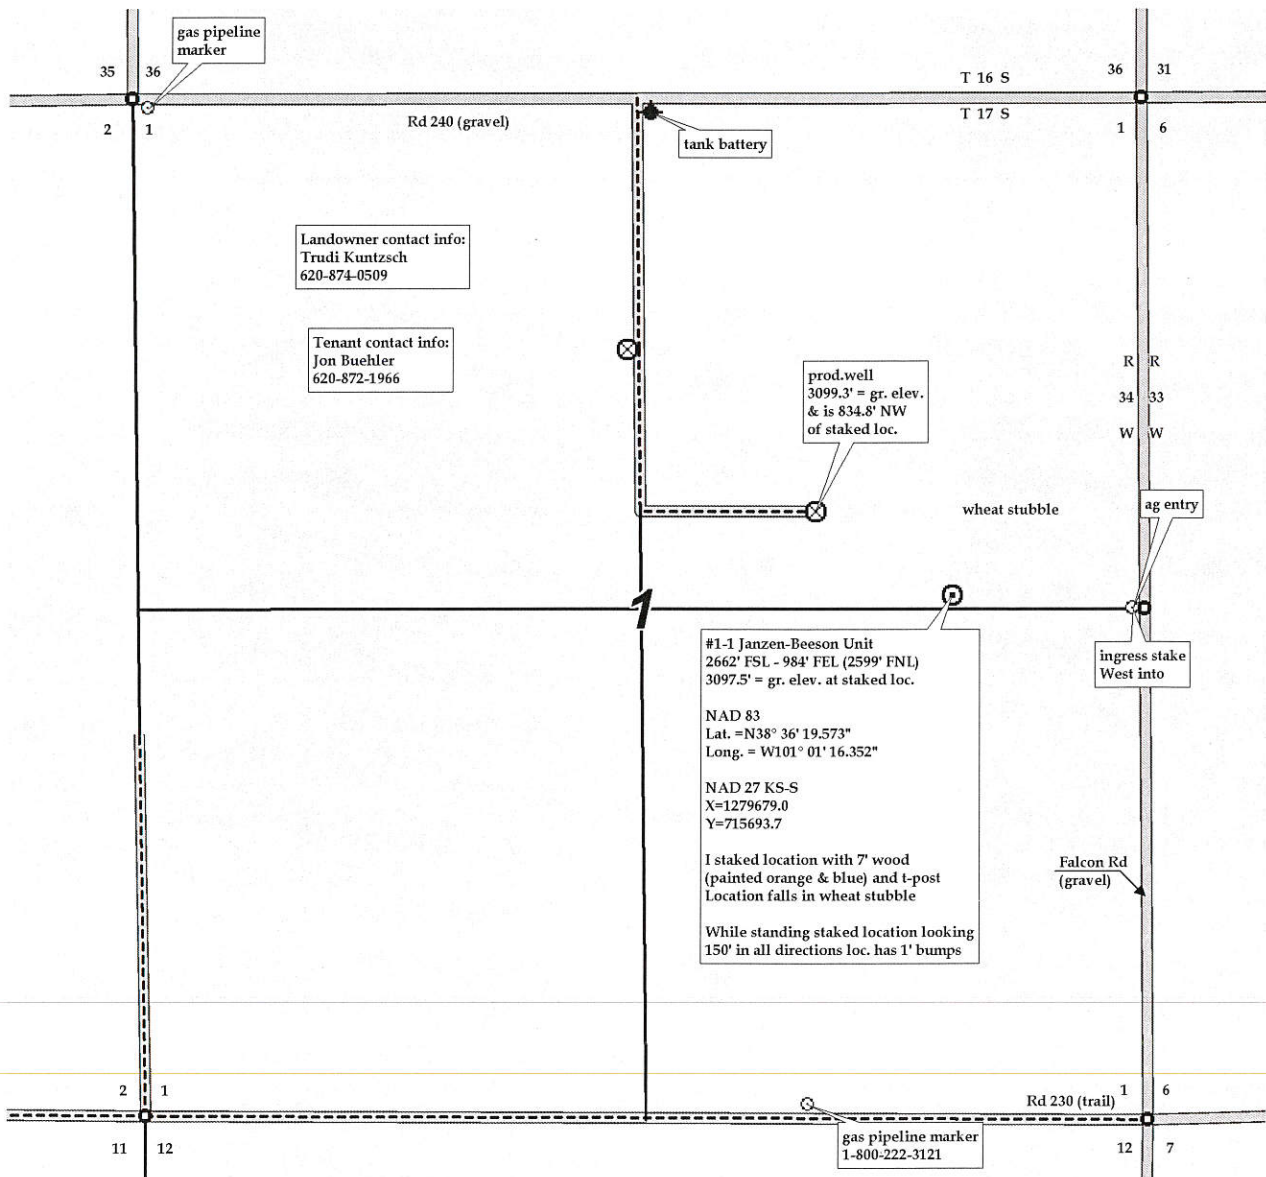 gas pipeline
marker
35 36
36 31
T 16 S
T 17 S
2 1
Rd 240 (gravel)
1 6
tank battery
Landowner contact info:
Trudi Kuntzsch
620-874-0509
Tenant contact info:
Jon Buehler
620-872-1966
prod.well
3099.3' = gr. elev.
& is 834.8' NW
of staked loc.
R R
34 33
W W
wheat stubble
ag entry
1
#1-1 Janzen-Beeson Unit
2662' FSL - 984' FEL (2599' FNL)
3097.5' = gr. elev. at staked loc.
NAD 83
Lat. =N38° 36' 19.573"
Long. = W101° 01' 16.352"
NAD 27 KS-S
X=1279679.0
Y=715693.7
I staked location with 7' wood
(painted orange & blue) and t-post
Location falls in wheat stubble
While standing staked location looking
150' in all directions loc. has 1' bumps
ingress stake
West into
Falcon Rd
(gravel)
2 1
1 6
Rd 230 (trail)
11 12
gas pipeline marker
1-800-222-3121
12 7